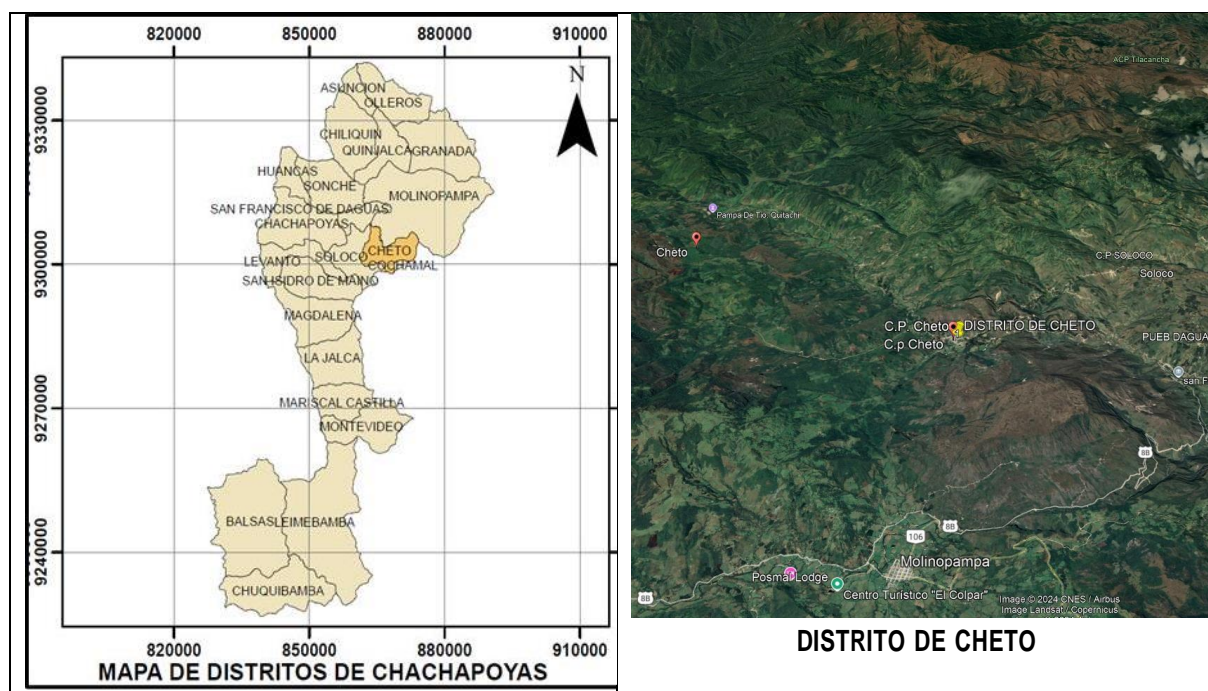 820000 850000 880000 910000
N
9330000
9300000
9270000
9240000
ASUNCION
OLLEROS
CHILIQUIN
QUINJALCA GRANADA
HUANCAS
SONCHE
MOLINOPAMPA
SAN FRANCISCO DE DAGUAS
CHACHAPOYAS
CHETO
SOLOCO
LEVANTO
COCHAMAL
SAN ISIDRO DE MAINO
MAGDALENA
LA JALCA
MARISCAL CASTILLA
MONTEVIDEO
BALSAS LEIMEBAMBA
CHUQUIBAMBA
820000 850000 880000 910000
MAPA DE DISTRITOS DE CHACHAPOYAS
ACP Tilacancha
Pampa De Tio. Quitachi
Cheto
C.P SOLOCO
Soloco
C.P. Cheto DISTRITO DE CHETO
C.p Cheto
PUEB DAGUA
san F
8B
8B
106
Molinopampa
Posmal Lodge
Centro Turístico "El Colpar"
8B
Image © 2024 CNES / Airbus
Image Landsat / Copernicus
DISTRITO DE CHETO